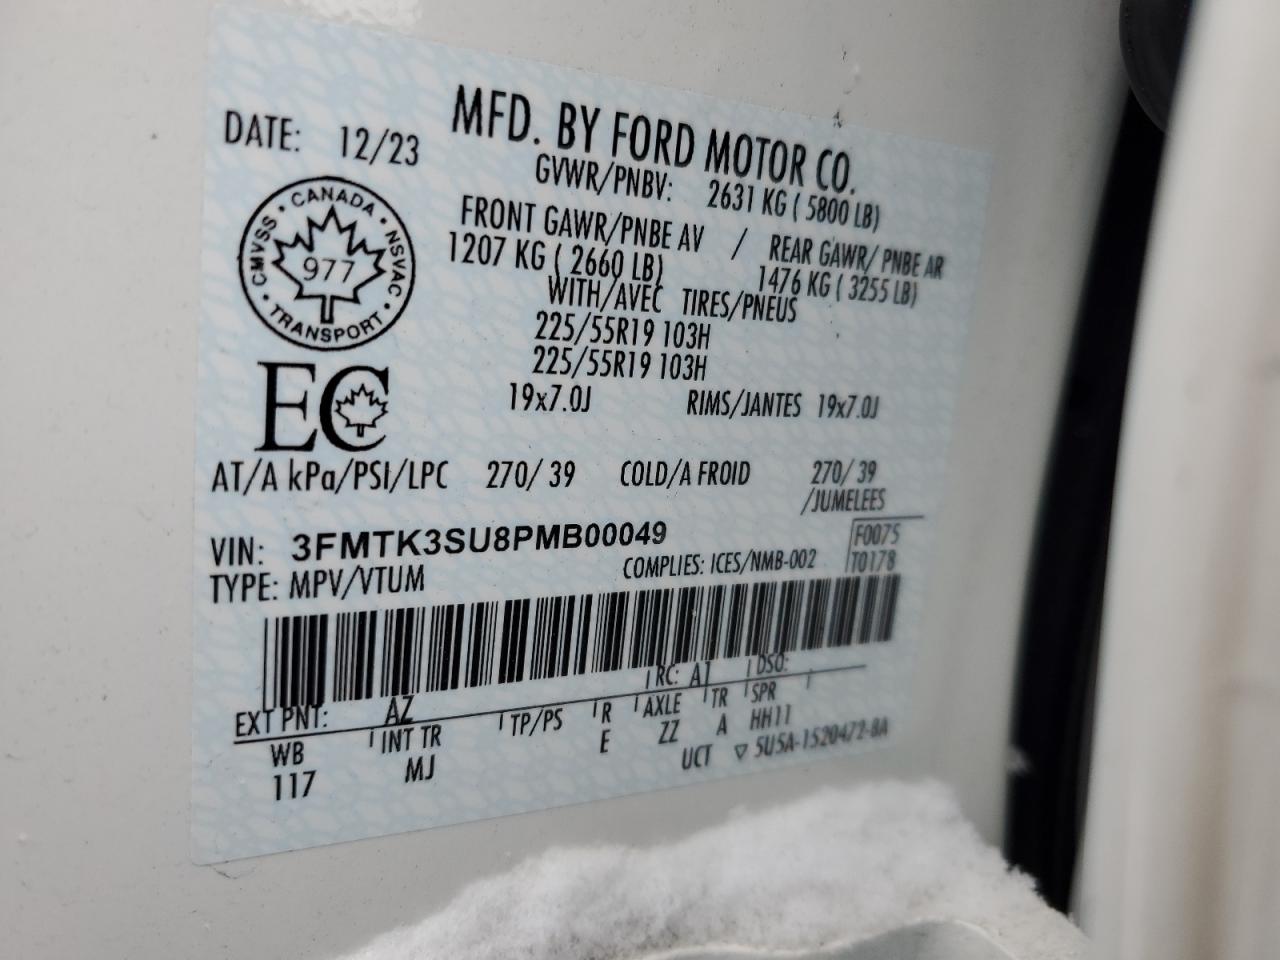 MFD. BY FORD MOTOR CO.
DATE: 12/23
GVWR/PNBV: 2631 KG ( 5800 LB)
FRONT GAWR/PNBE AV / REAR GAWR/ PNBE AR
1207 KG ( 2660 LB) 1476 KG ( 3255 LB)
WITH/AVEC TIRES/PNEUS
225/55R19 103H
225/55R19 103H
19x7.0J RIMS/JANTES 19x7.0J
CANADA
CMVSS NSVAC
977
TRANSPORT
EC
AT/A kPa/PSI/LPC 270/ 39 COLD/A FROID 270/ 39
/JUMELEES
VIN: 3FMTK3SU8PMB00049
F0075
TYPE: MPV/VTUM COMPLIES: ICES/NMB-002 T0178
EXT PNT: AZ RC: A1 DSO:
WB INT TR TP/PS R AXLE TR SPR
117 MJ E ZZ A HH11
UCT 5U5A-1520472-BA